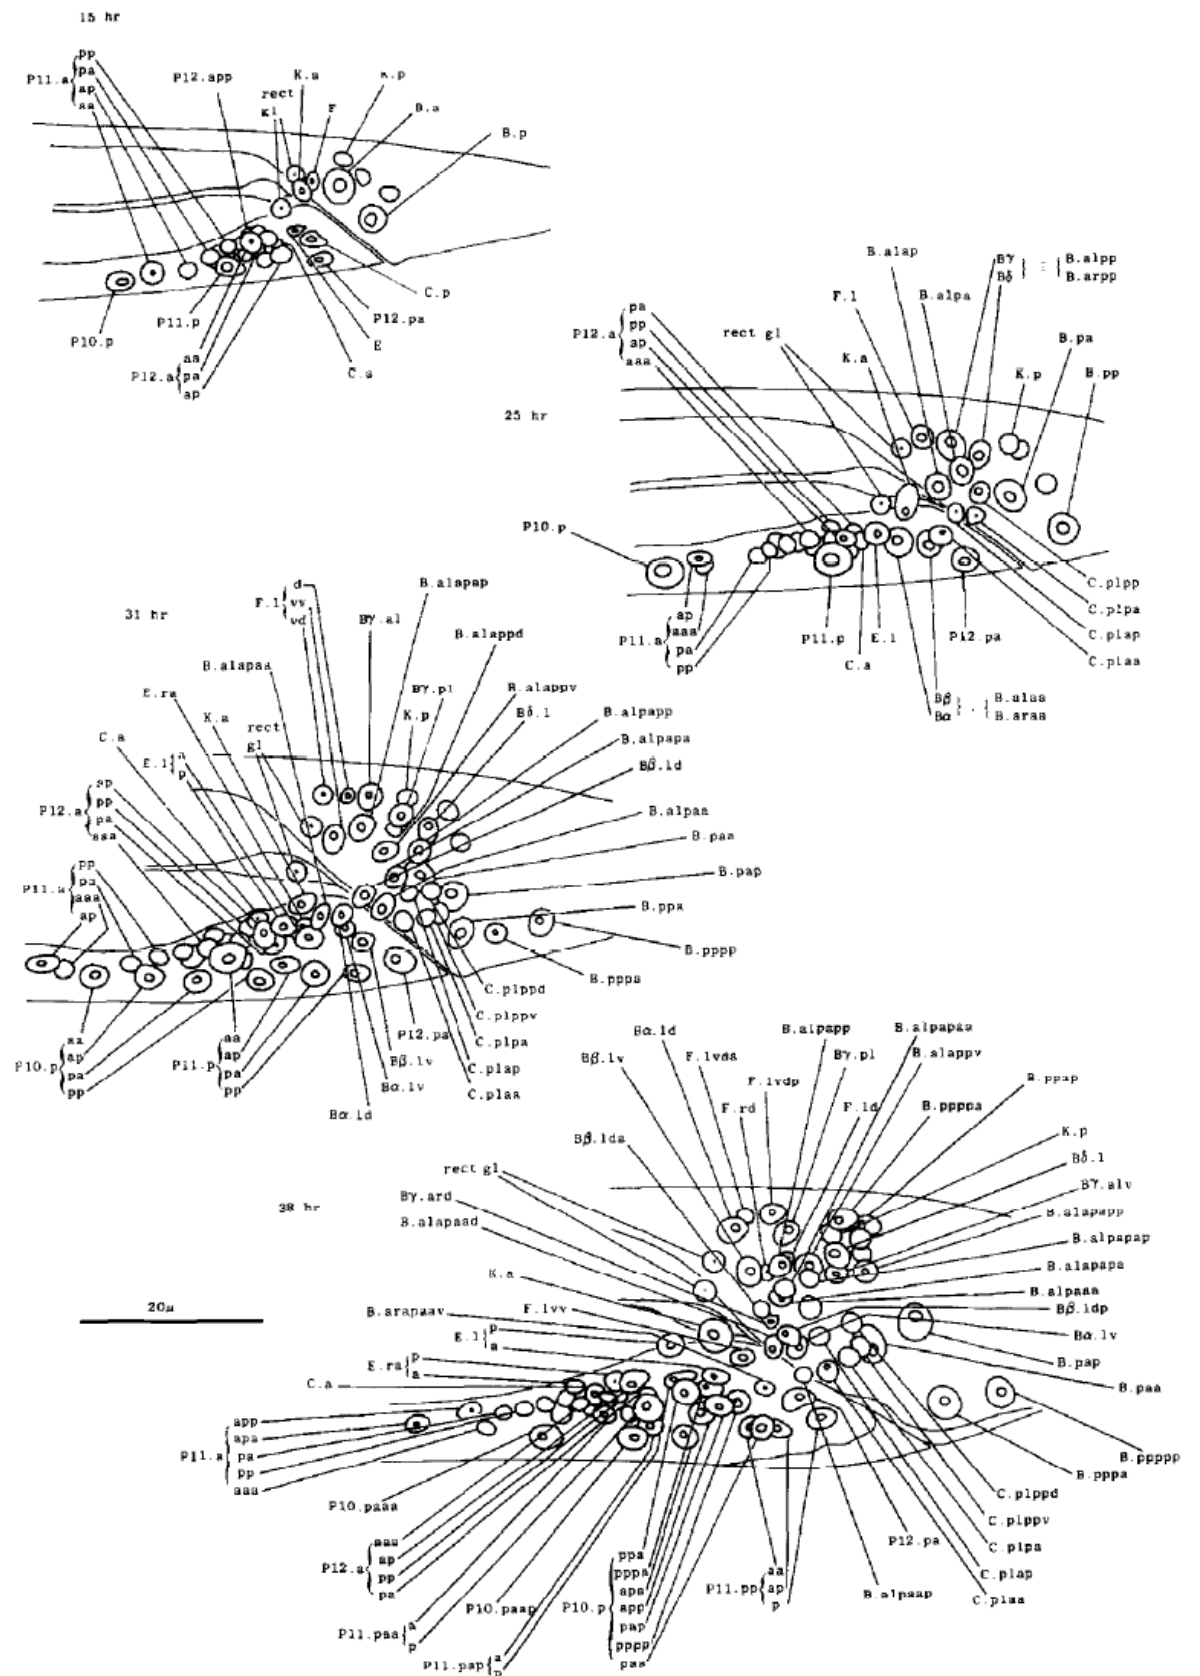 15 hr
pp
P11.a { pa
ap
aa
P12.app
K.a
K.p
rect gl
F
B.a
B.p
P10.p
P11.p
P12.a { aa
pa
ap
C.a
E
P12.pa
C.p
25 hr
B.alap
Bγ
Bδ } = { B.alpp
B.arpp
F.l
B.alpa
P12.a { pa
pp
ap
aaa
rect gl
K.a
B.pa
K.p
B.pp
P10.p
P11.a { ap
aaa
pa
pp
P11.p
E.l
C.a
P12.pa
C.plpp
C.plpa
C.plap
C.plaa
Bβ
Bα } { B.alaa
B.araa
31 hr
F.l { d
vv
vd
Bγ.al
B.alapap
B.alapaa
B.alappd
E.ra
Bγ.pl
B.alappv
K.a
rect gl
K.p
Bδ.l
B.alpapp
C.a
E.l { a
p
B.alpapa
Bβ.ld
P12.a { ap
pp
pa
aaa
B.alpaa
B.paa
P11.a { pp
pa
aaa
ap
B.pap
B.ppa
B.pppp
B.pppa
P10.p { aa
ap
pa
pp
P11.p { aa
ap
pa
pp
P12.pa
Bβ.lv
Bα.lv
Bα.ld
C.plppd
C.plppv
C.plpa
C.plap
C.plaa
38 hr
Bα.ld
B.alpapp
B.alpapaa
Bβ.lv
F.lvda
Bγ.pl
B.alappv
F.lvdp
B.ppap
F.rd
F.ld
B.ppppa
Bβ.lda
K.p
rect gl
Bδ.l
Bγ.ard
Bγ.alv
B.alapaad
B.alapapp
B.alpapap
K.a
B.alapapa
20μ
B.arapaav
F.lvv
B.alpaaa
Bβ.ldp
E.l { p
a
Bα.lv
E.ra { p
a
B.pap
C.a
B.paa
P11.a { app
apa
pa
pp
aaa
B.ppppp
B.pppa
P10.paaa
C.plppd
C.plppv
P12.a { aaa
ap
pp
pa
P12.pa
C.plpa
C.plap
C.plaa
P10.paap
P10.p { ppa
pppa
apa
app
pap
pppp
paa
P11.pp { aa
ap
p
B.alpaap
P11.paa { a
p
P11.pap { a
p